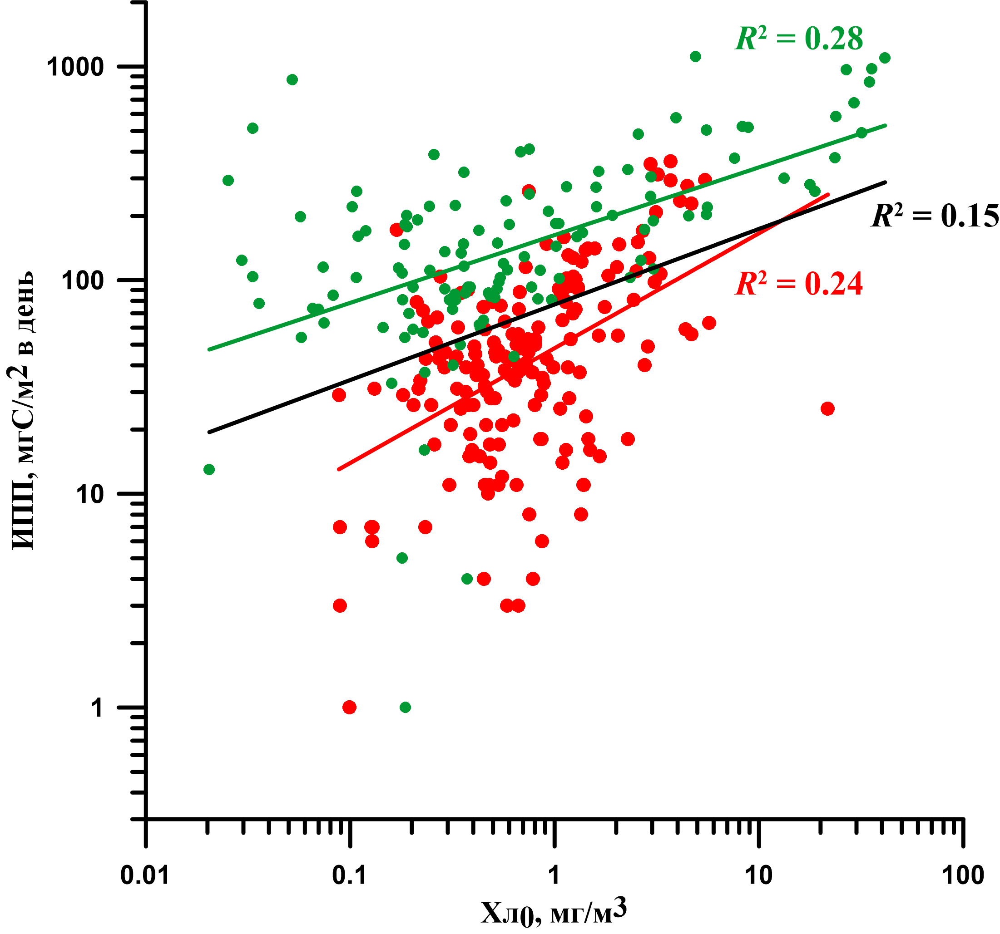 R² = 0.28
1000
R² = 0.15
100
R² = 0.24
ИПП, мгС/м² в день
10
1
0.01
0.1
1
10
100
Хл₀, мг/м³